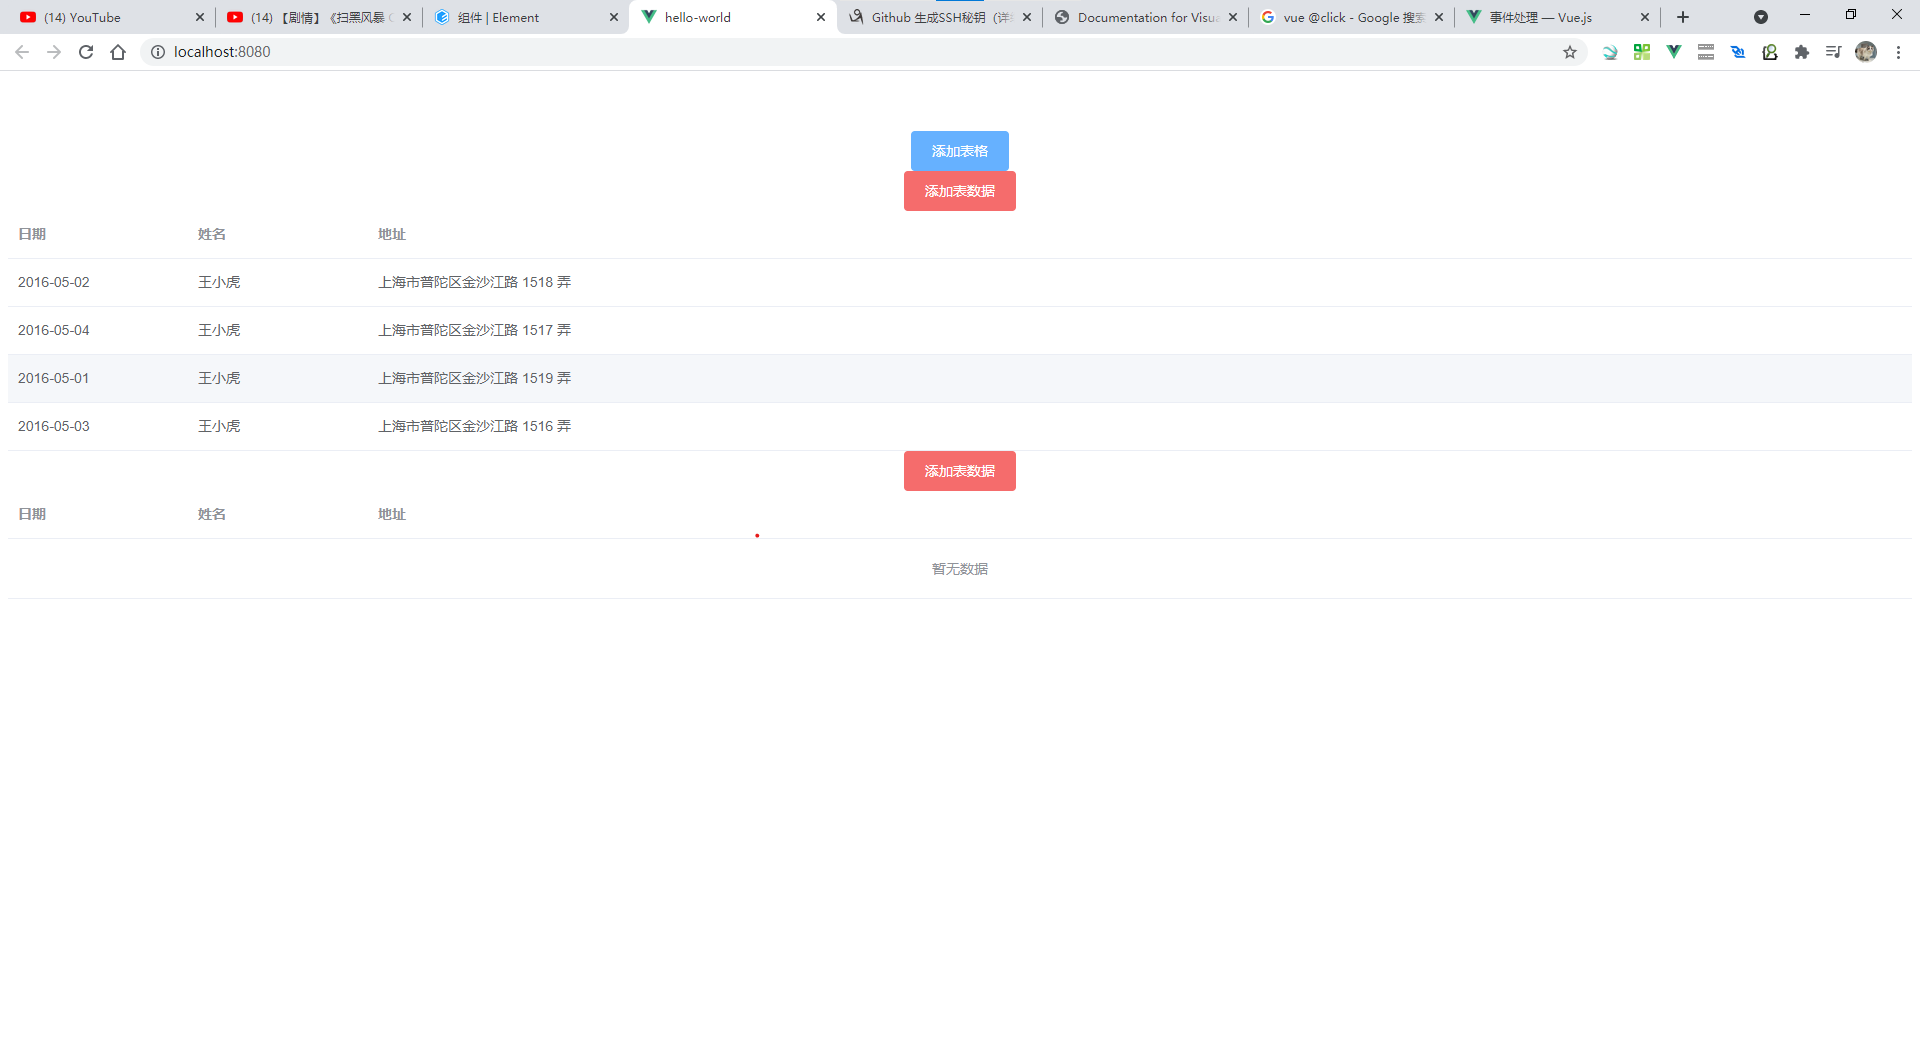 (14) YouTube
(14) 【剧情】《扫黑风暴
组件 | Element
hello-world
Github 生成SSH秘钥（详
Documentation for Visua
vue @click - Google 搜索
事件处理 — Vue.js
localhost:8080
添加表格
添加表数据
日期 姓名 地址
2016-05-02 王小虎 上海市普陀区金沙江路 1518 弄
2016-05-04 王小虎 上海市普陀区金沙江路 1517 弄
2016-05-01 王小虎 上海市普陀区金沙江路 1519 弄
2016-05-03 王小虎 上海市普陀区金沙江路 1516 弄
添加表数据
日期 姓名 地址
暂无数据